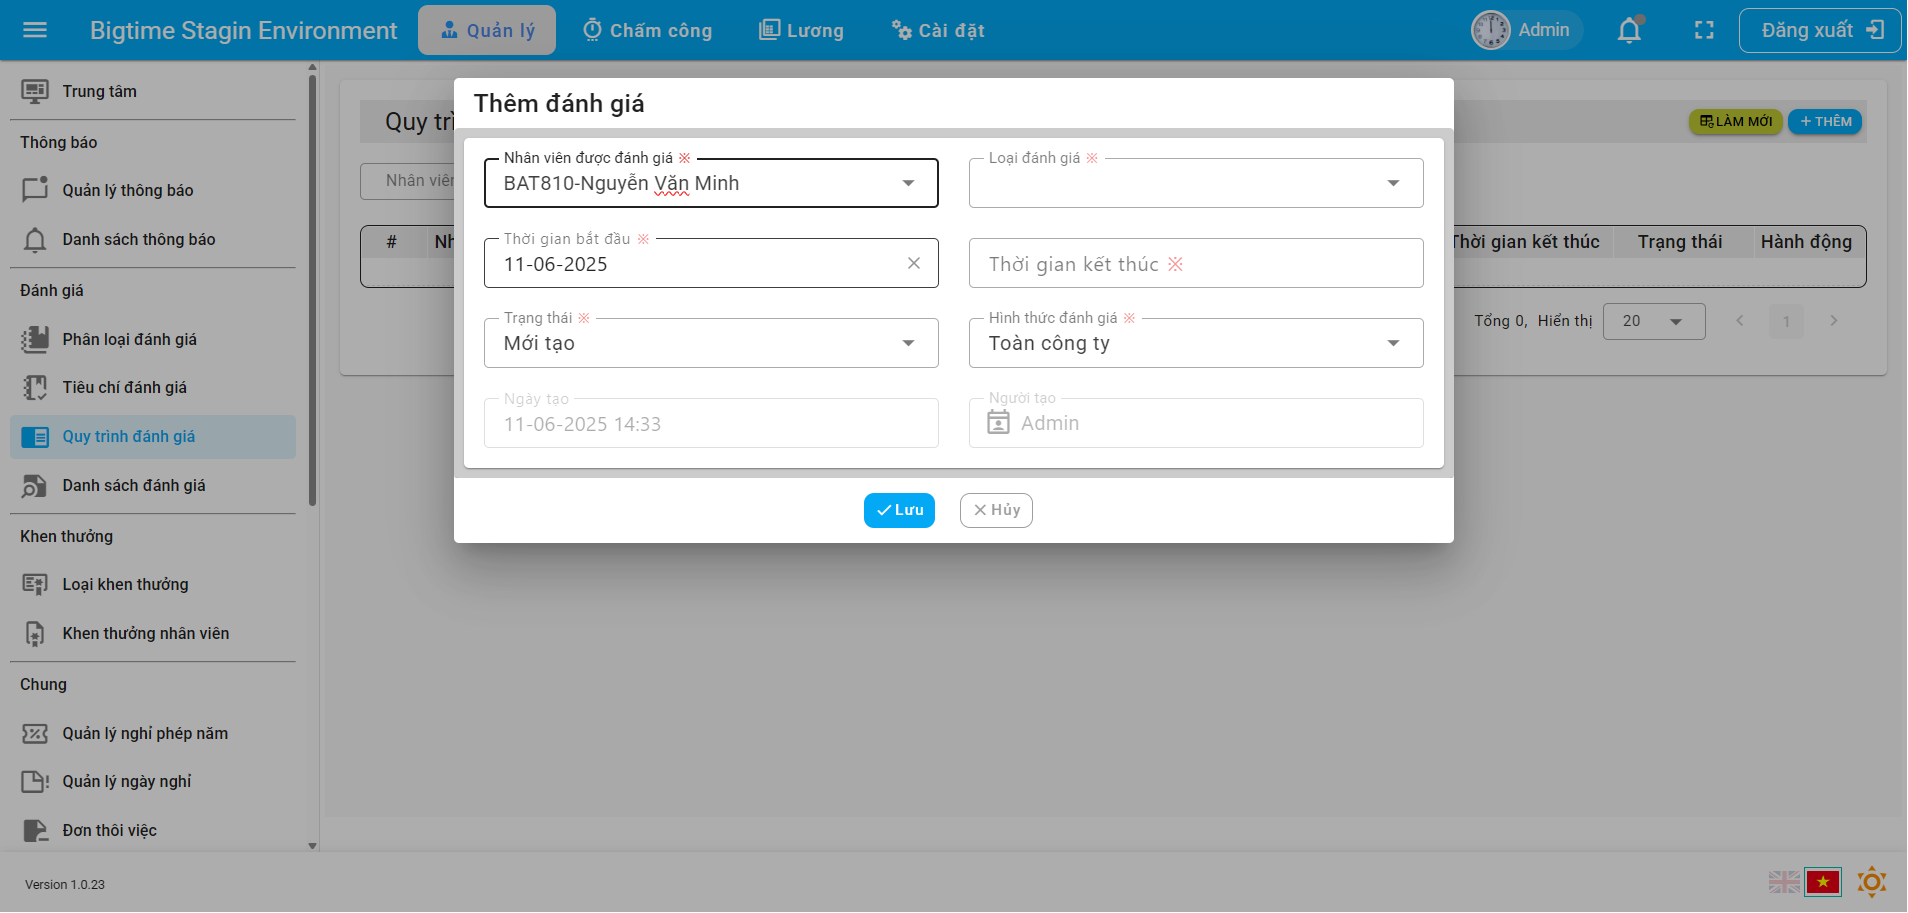 Bigtime Stagin Environment
Quản lý
Chấm công
Lương
Cài đặt
Admin
Đăng xuất
Trung tâm
Thông báo
Quản lý thông báo
Danh sách thông báo
Đánh giá
Phân loại đánh giá
Tiêu chí đánh giá
Quy trình đánh giá
Danh sách đánh giá
Khen thưởng
Loại khen thưởng
Khen thưởng nhân viên
Chung
Quản lý nghỉ phép năm
Quản lý ngày nghỉ
Đơn thôi việc
Version 1.0.23
LÀM MỚI
+ THÊM
Nhân viên
#
Thời gian kết thúc
Trạng thái
Hành động
Tổng 0, Hiển thị
20
1
Thêm đánh giá
Nhân viên được đánh giá ※
BAT810-Nguyễn Văn Minh
Loại đánh giá ※
Thời gian bắt đầu ※
11-06-2025
Thời gian kết thúc ※
Trạng thái ※
Mới tạo
Hình thức đánh giá ※
Toàn công ty
Ngày tạo
11-06-2025 14:33
Người tạo
Admin
Lưu
Hủy